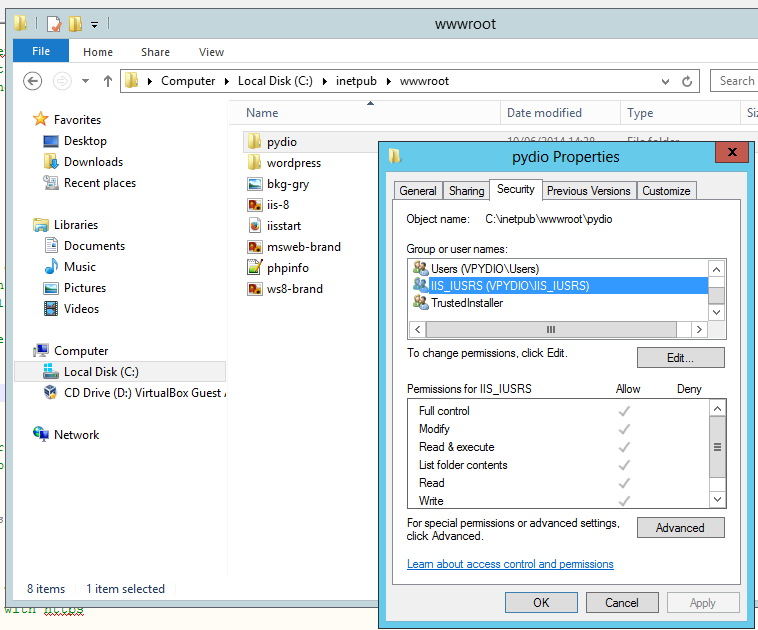 wwwroot
File Home Share View
Computer Local Disk (C:) inetpub wwwroot Search
Name Date modified Type
Favorites
Desktop
Downloads
Recent places
Libraries
Documents
Music
Pictures
Videos
Computer
Local Disk (C:)
CD Drive (D:) VirtualBox Guest
Network
pydio 10/06/2014 14:28 File folder
wordpress
bkg-gry
iis-8
iisstart
msweb-brand
phpinfo
ws8-brand
8 items 1 item selected
pydio Properties
General Sharing Security Previous Versions Customize
Object name: C:\inetpub\wwwroot\pydio
Group or user names:
Users (VPYDIO\Users)
IIS_IUSRS (VPYDIO\IIS_IUSRS)
TrustedInstaller
To change permissions, click Edit. Edit...
Permissions for IIS_IUSRS Allow Deny
Full control
Modify
Read & execute
List folder contents
Read
Write
For special permissions or advanced settings, Advanced
click Advanced.
Learn about access control and permissions
OK Cancel Apply